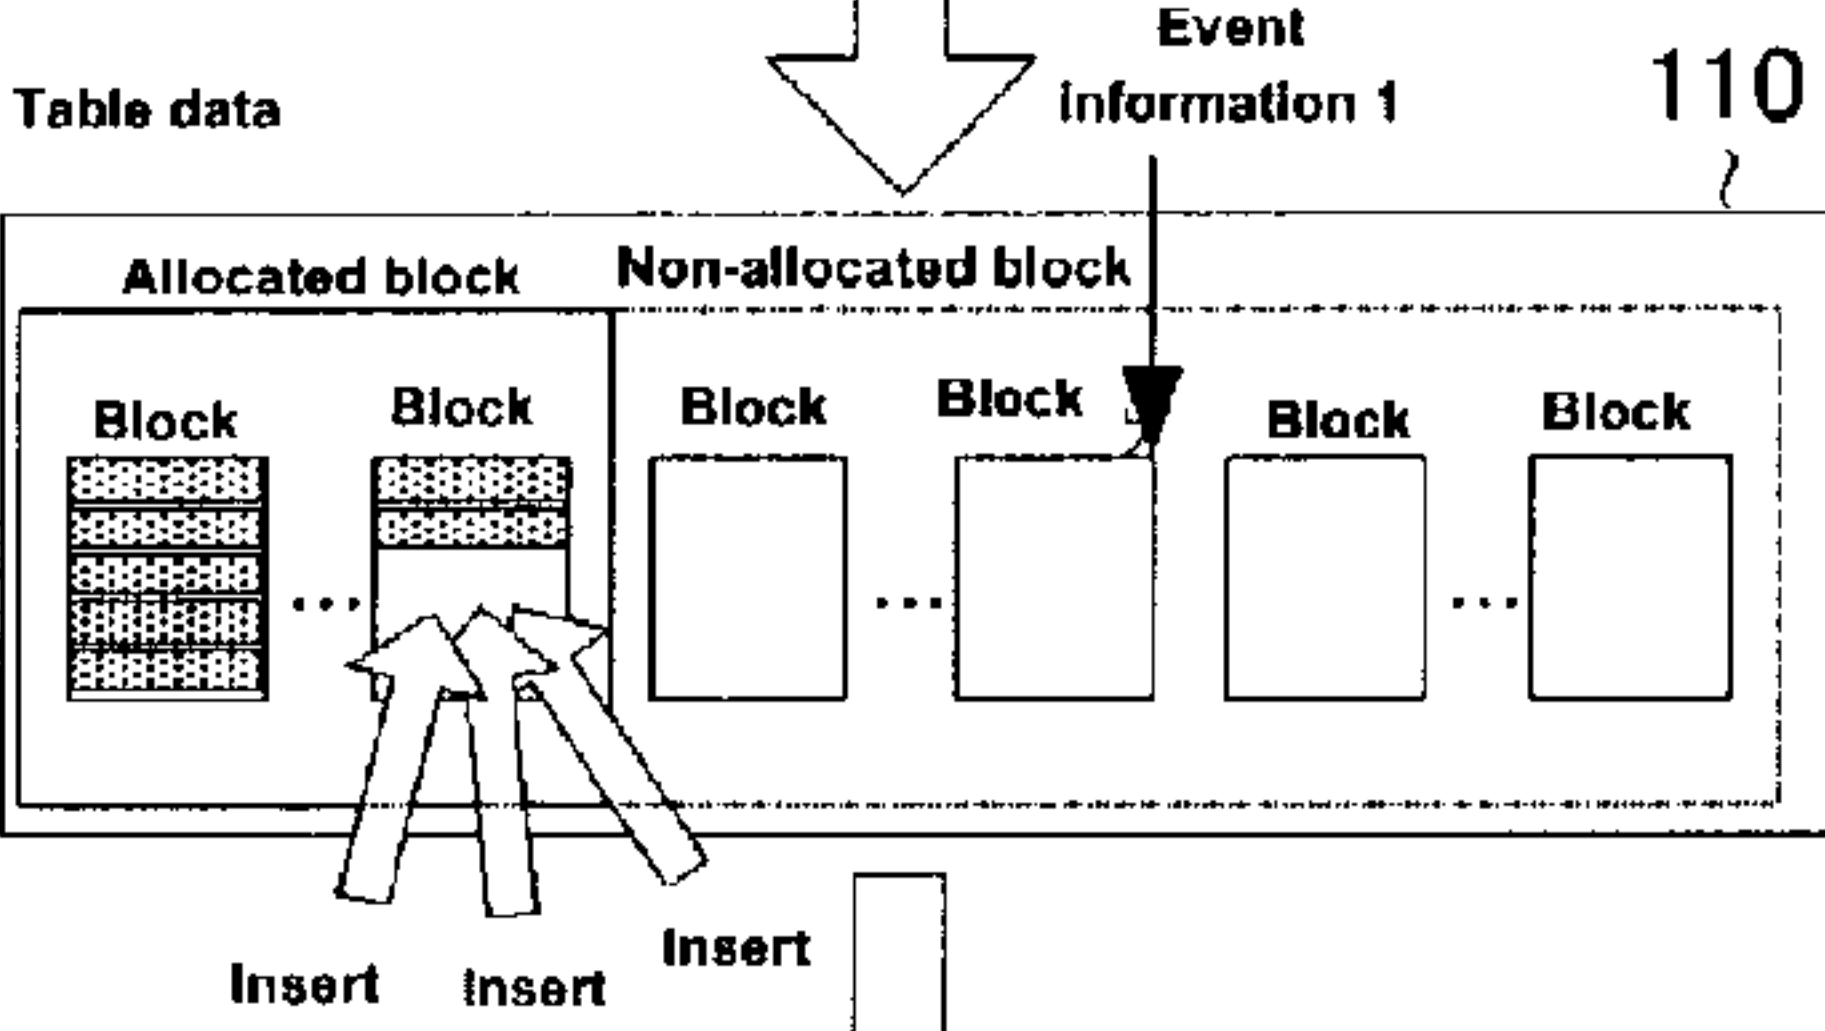 Event
Information 1
110
Table data
Allocated block
Non-allocated block
Block
Block
Block
Block
Block
Block
...
...
...
Insert
Insert
Insert